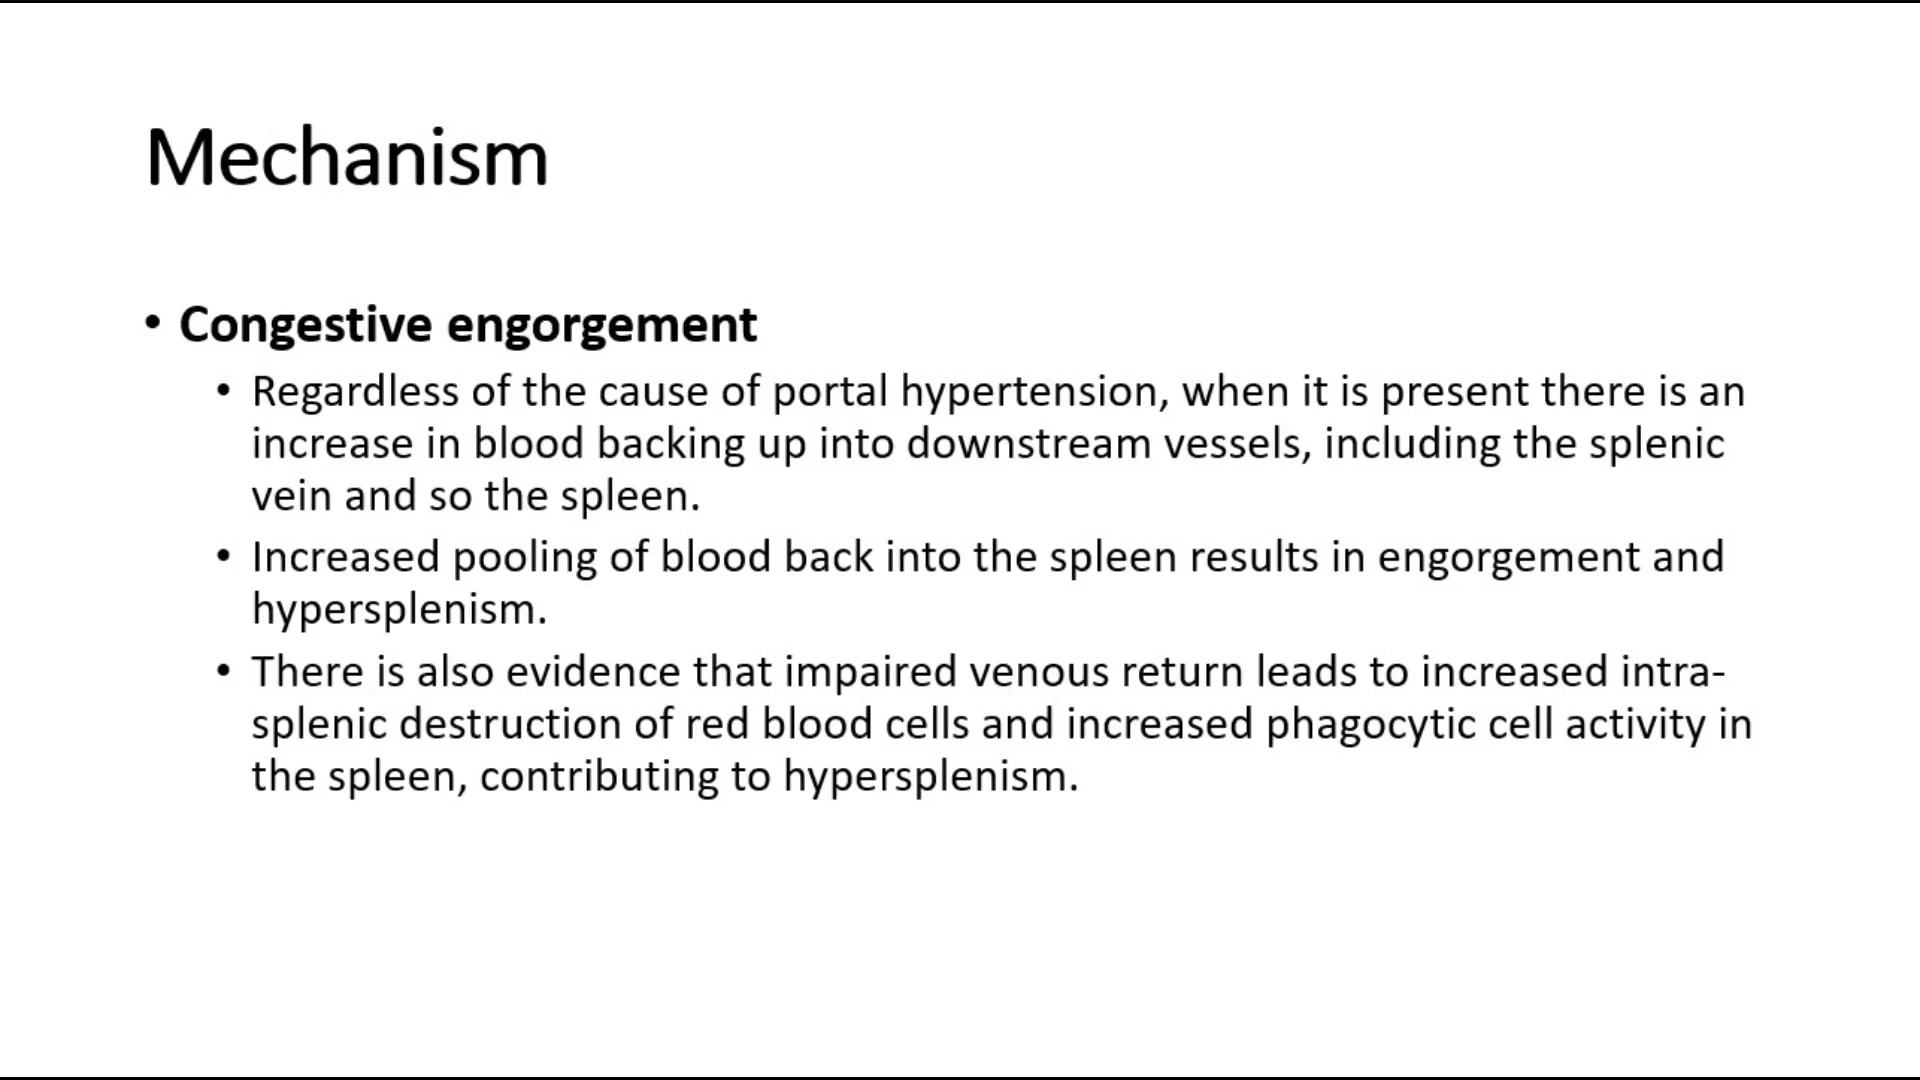 Mechanism
• Congestive engorgement
• Regardless of the cause of portal hypertension, when it is present there is an
increase in blood backing up into downstream vessels, including the splenic
vein and so the spleen.
• Increased pooling of blood back into the spleen results in engorgement and
hypersplenism.
• There is also evidence that impaired venous return leads to increased intra-
splenic destruction of red blood cells and increased phagocytic cell activity in
the spleen, contributing to hypersplenism.